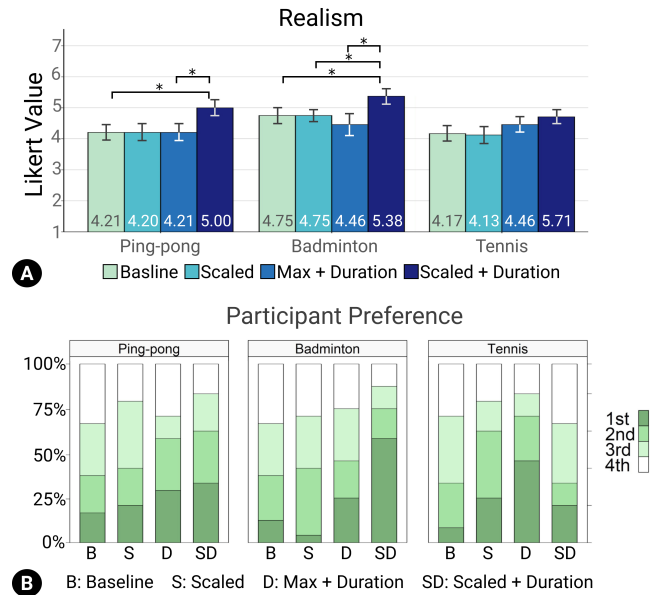 Realism
Likert Value
7
6
5
4
3
2
1
* * * * *
4.21 4.20 4.21 5.00 4.75 4.75 4.46 5.38 4.17 4.13 4.46 5.71
Ping-pong Badminton Tennis
A Basline Scaled Max + Duration Scaled + Duration
Participant Preference
Ping-pong Badminton Tennis
100%
75%
50%
25%
0%
1st
2nd
3rd
4th
B S D SD B S D SD B S D SD
B B: Baseline S: Scaled D: Max + Duration SD: Scaled + Duration